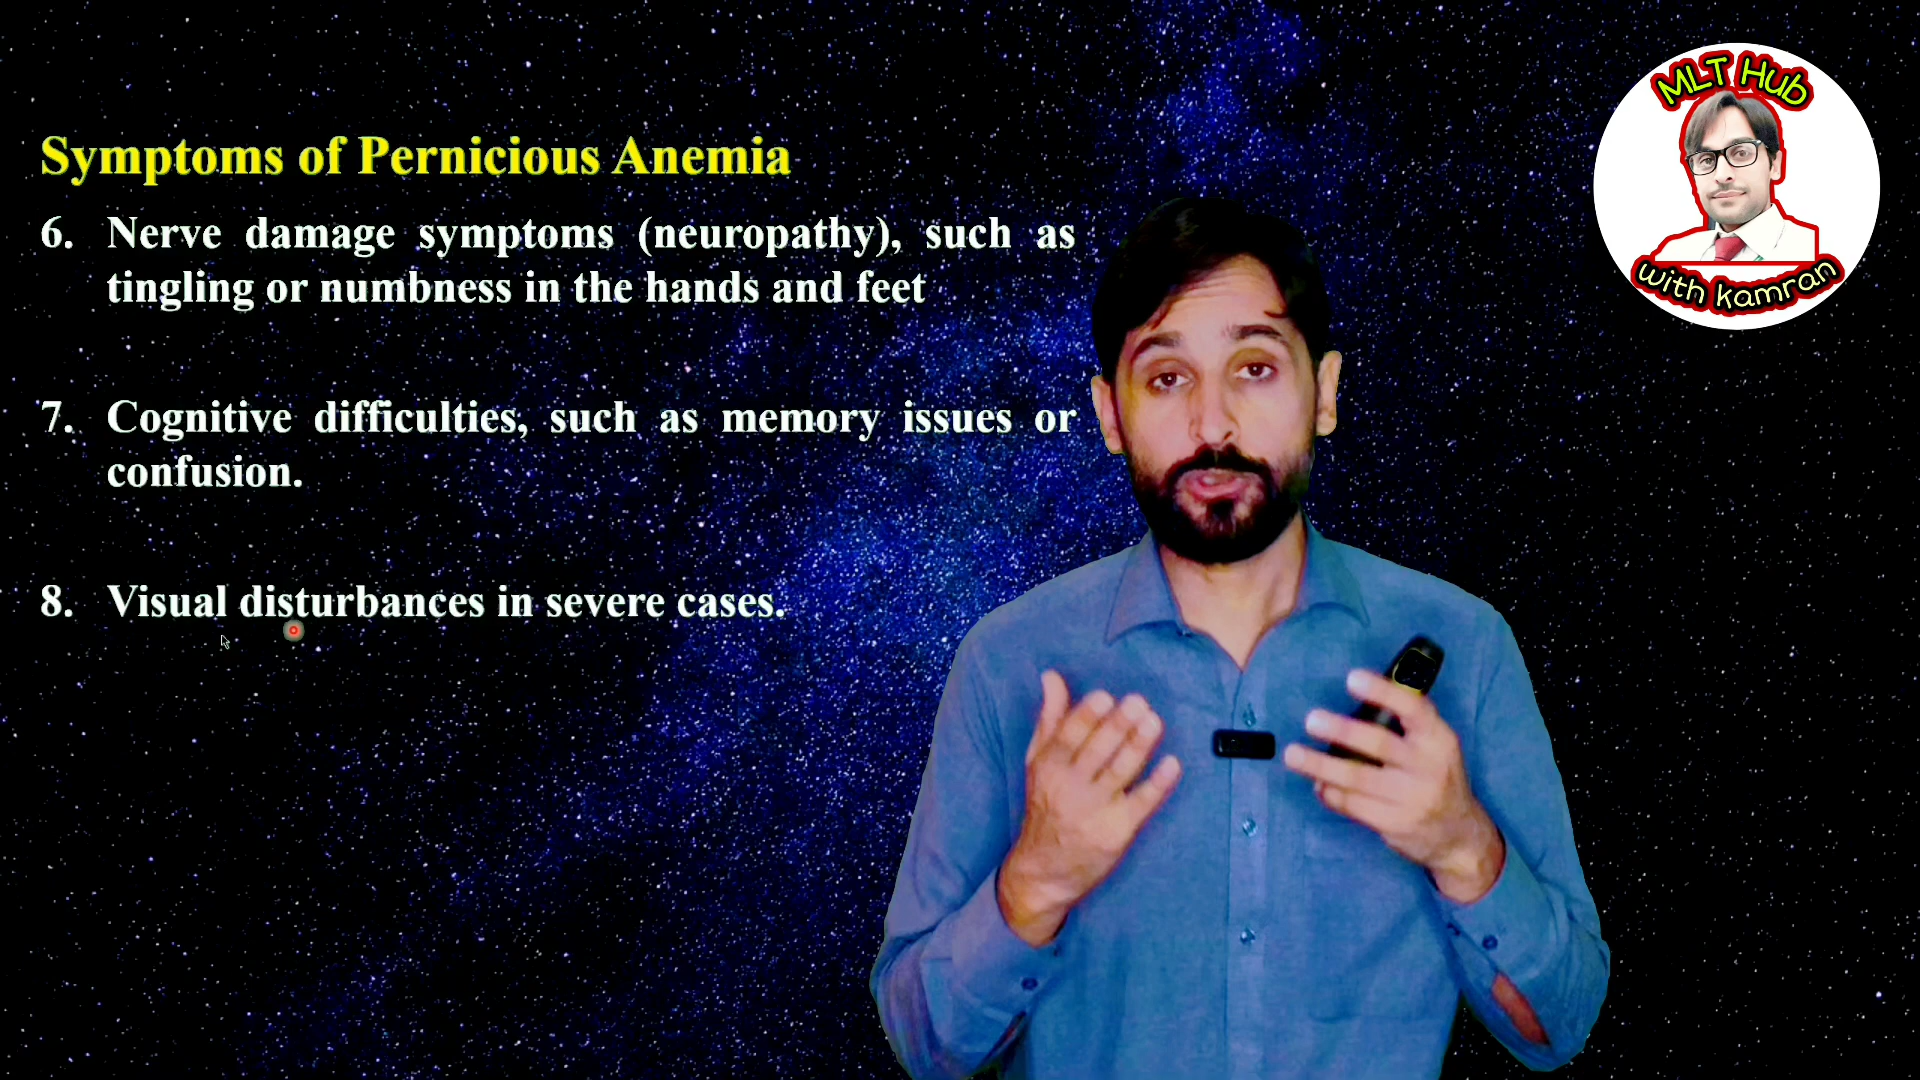 MLT Hub
with kamran
Symptoms of Pernicious Anemia
6. Nerve damage symptoms (neuropathy), such as
tingling or numbness in the hands and feet
7. Cognitive difficulties, such as memory issues or
confusion.
8. Visual disturbances in severe cases.